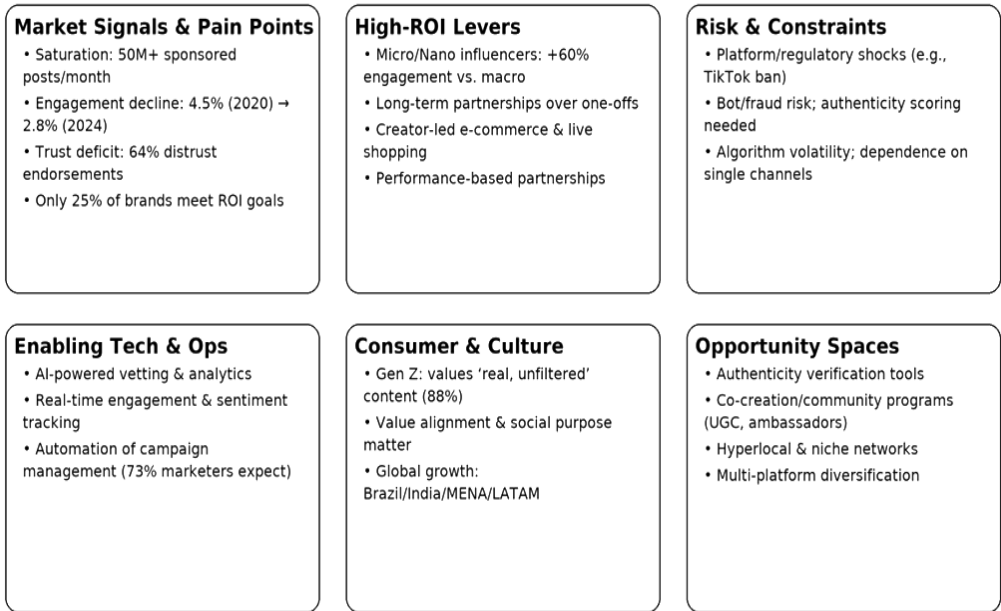 Market Signals & Pain Points
• Saturation: 50M+ sponsored
posts/month
• Engagement decline: 4.5% (2020) →
2.8% (2024)
• Trust deficit: 64% distrust
endorsements
• Only 25% of brands meet ROI goals
High-ROI Levers
• Micro/Nano influencers: +60%
engagement vs. macro
• Long-term partnerships over one-offs
• Creator-led e-commerce & live
shopping
• Performance-based partnerships
Risk & Constraints
• Platform/regulatory shocks (e.g.,
TikTok ban)
• Bot/fraud risk; authenticity scoring
needed
• Algorithm volatility; dependence on
single channels
Enabling Tech & Ops
• AI-powered vetting & analytics
• Real-time engagement & sentiment
tracking
• Automation of campaign
management (73% marketers expect)
Consumer & Culture
• Gen Z: values ‘real, unfiltered’
content (88%)
• Value alignment & social purpose
matter
• Global growth:
Brazil/India/MENA/LATAM
Opportunity Spaces
• Authenticity verification tools
• Co-creation/community programs
(UGC, ambassadors)
• Hyperlocal & niche networks
• Multi-platform diversification